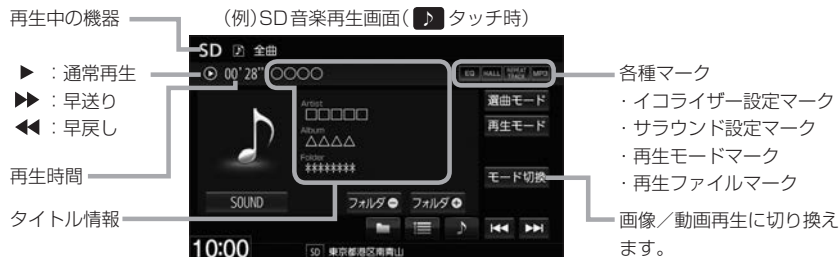 再生中の機器
(例)SD音楽再生画面( ♪ タッチ時)
SD ♪ 全曲
▶ 00'28" ○○○○
EQ HALL REPEAT TRACK MP3
▶ :通常再生
▶▶ :早送り
◀◀ :早戻し
再生時間
タイトル情報
Artist
□□□□□
Album
△△△△
Folder
********
選曲モード
再生モード
モード切換
SOUND
フォルダ−
フォルダ+
10:00
SD 東京都港区南青山
各種マーク
・イコライザー設定マーク
・サラウンド設定マーク
・再生モードマーク
・再生ファイルマーク
画像/動画再生に切り換え
ます。